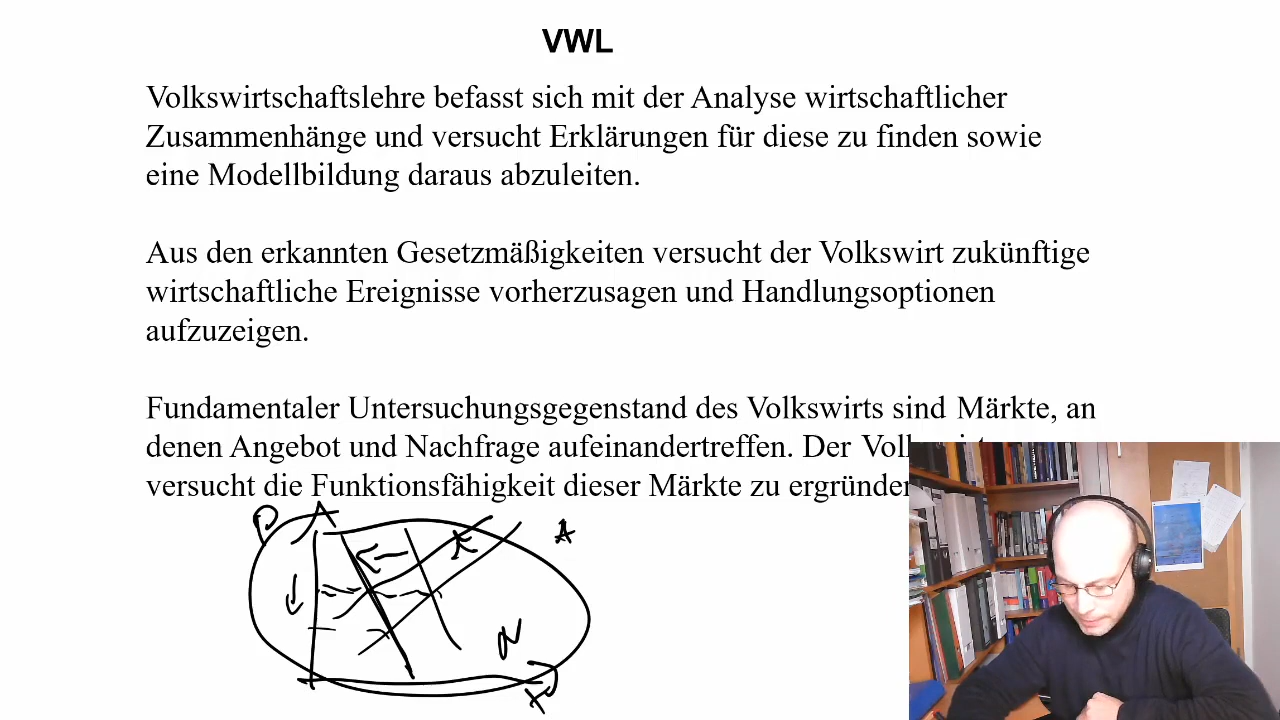 VWL
Volkswirtschaftslehre befasst sich mit der Analyse wirtschaftlicher
Zusammenhänge und versucht Erklärungen für diese zu finden sowie
eine Modellbildung daraus abzuleiten.
Aus den erkannten Gesetzmäßigkeiten versucht der Volkswirt zukünftige
wirtschaftliche Ereignisse vorherzusagen und Handlungsoptionen
aufzuzeigen.
Fundamentaler Untersuchungsgegenstand des Volkswirts sind Märkte, an
denen Angebot und Nachfrage aufeinandertreffen. Der
versucht die Funktionsfähigkeit dieser Märkte zu
P
A
N
x